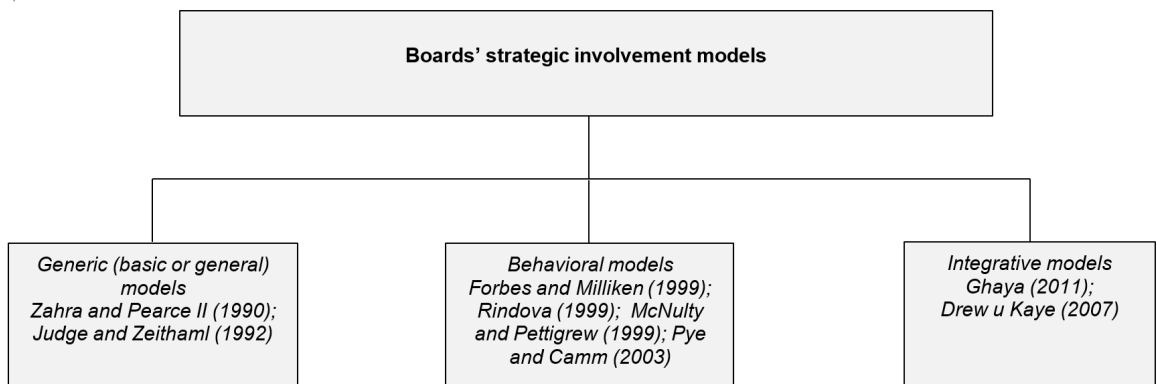 Boards’ strategic involvement models
Generic (basic or general)
models
Zahra and Pearce II (1990);
Judge and Zeithaml (1992)
Behavioral models
Forbes and Milliken (1999);
Rindova (1999);  McNulty
and Pettigrew (1999); Pye
and Camm (2003)
Integrative models
Ghaya (2011);
Drew u Kaye (2007)